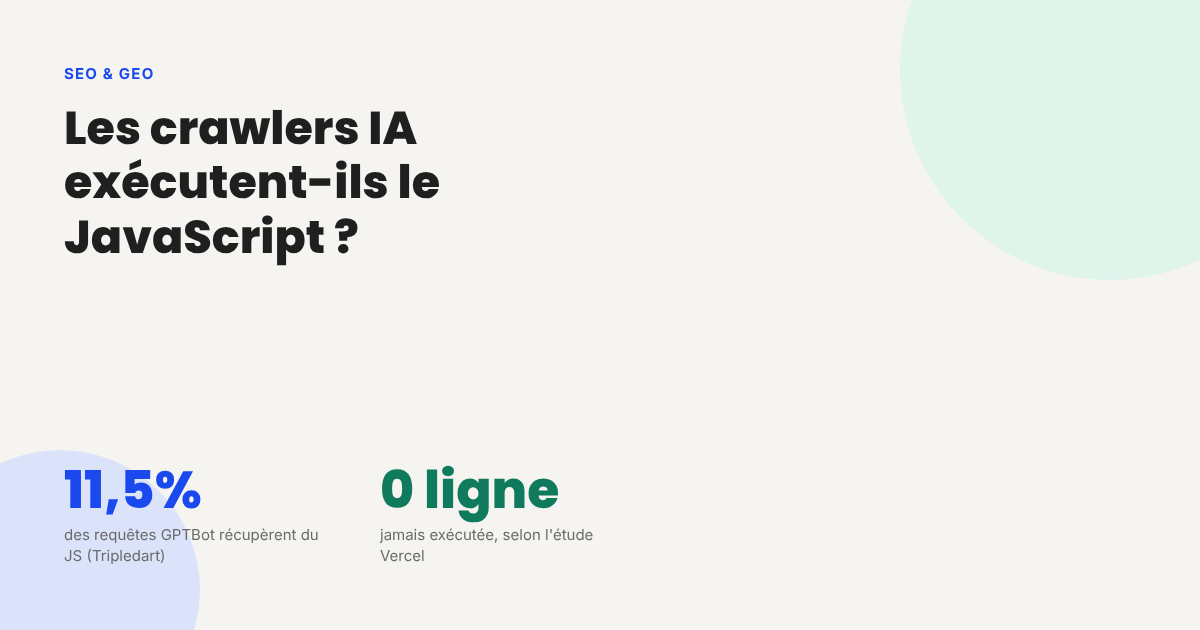 SEO & GEO
Les crawlers IA
exécutent-ils le
JavaScript ?
11,5%
des requêtes GPTBot récupèrent du
JS (Tripledart)
0 ligne
jamais exécutée, selon l'étude
Vercel